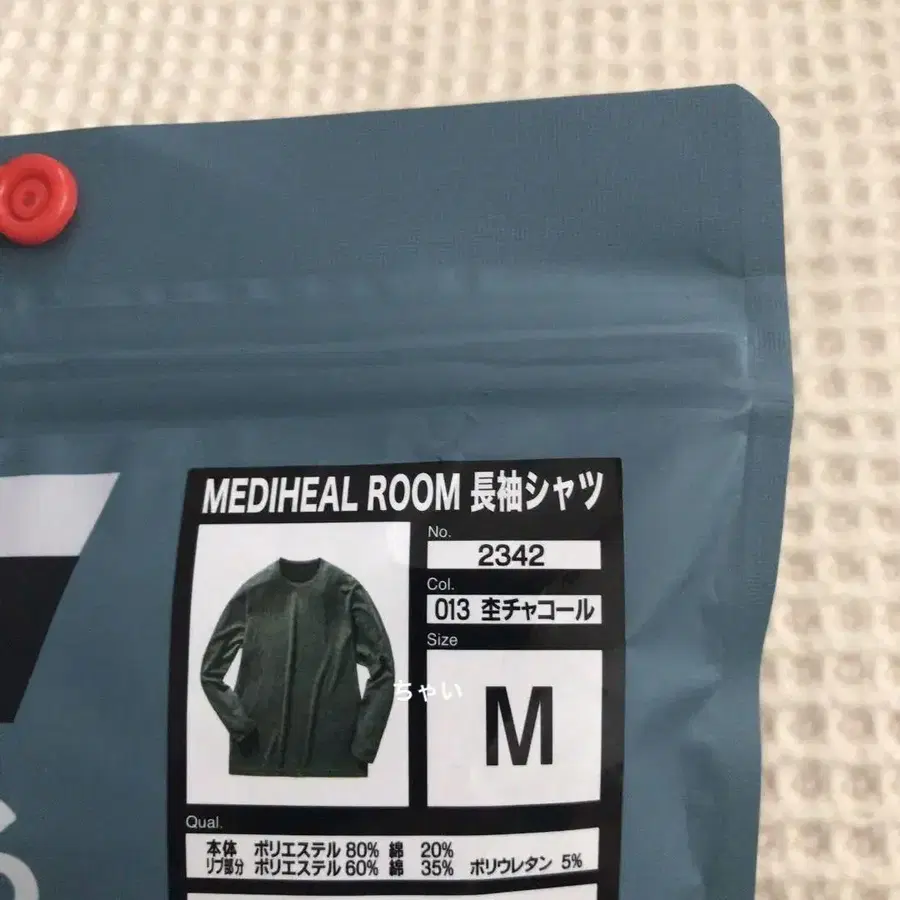 MEDIHEAL ROOM 長袖シャツ
No.
2342
Col.
013 杢チャコール
Size
M
ちゃい
Qual.
本体 ポリエステル 80% 綿 20%
リブ部分 ポリエステル 60% 綿 35% ポリウレタン 5%